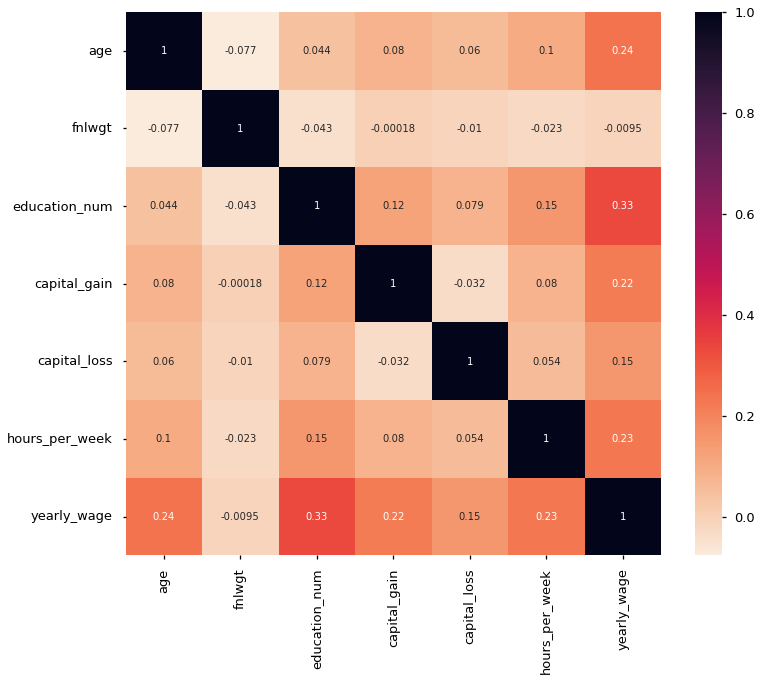 age 1 -0.077 0.044 0.08 0.06 0.1 0.24
fnlwgt -0.077 1 -0.043 -0.00018 -0.01 -0.023 -0.0095
education_num 0.044 -0.043 1 0.12 0.079 0.15 0.33
capital_gain 0.08 -0.00018 0.12 1 -0.032 0.08 0.22
capital_loss 0.06 -0.01 0.079 -0.032 1 0.054 0.15
hours_per_week 0.1 -0.023 0.15 0.08 0.054 1 0.23
yearly_wage 0.24 -0.0095 0.33 0.22 0.15 0.23 1
age
fnlwgt
education_num
capital_gain
capital_loss
hours_per_week
yearly_wage
1.0
0.8
0.6
0.4
0.2
0.0